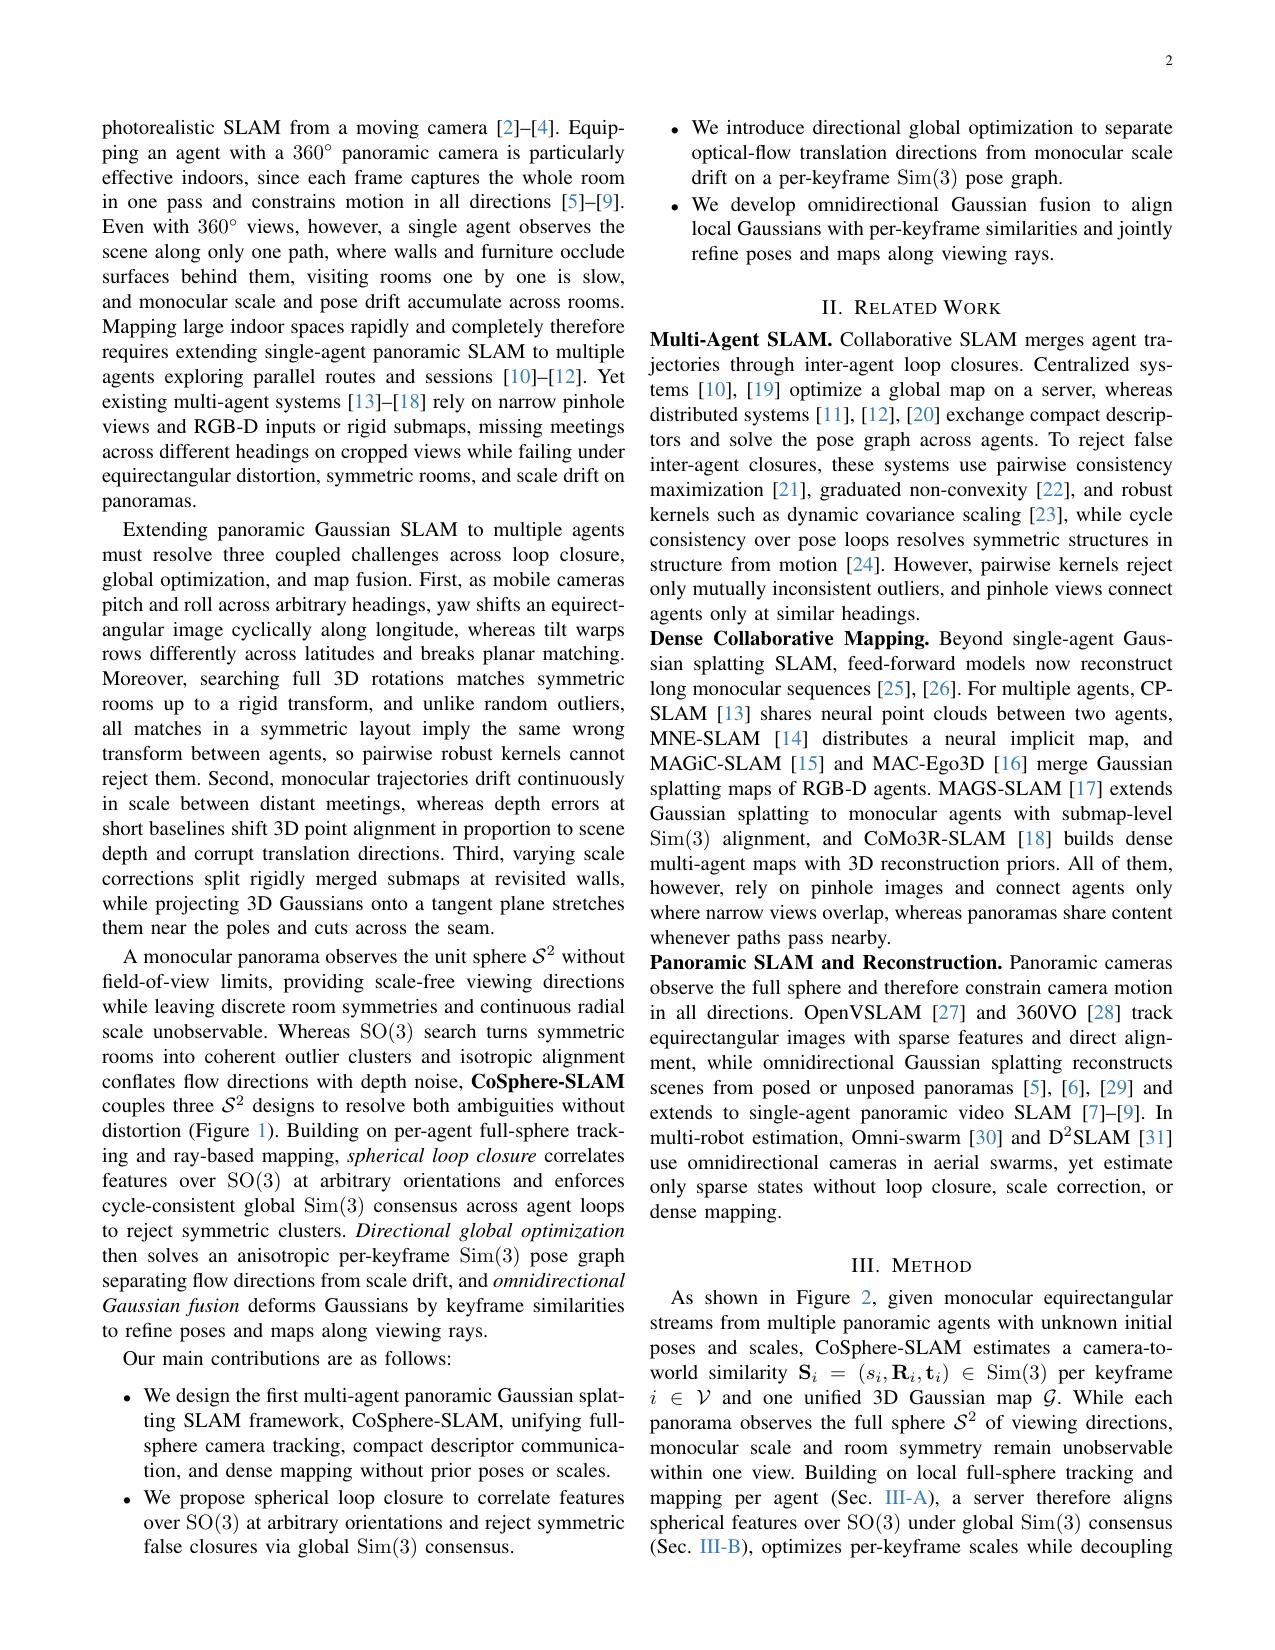 2
photorealistic SLAM from a moving camera [2]–[4]. Equip-
ping an agent with a 360° panoramic camera is particularly
effective indoors, since each frame captures the whole room
in one pass and constrains motion in all directions [5]–[9].
Even with 360° views, however, a single agent observes the
scene along only one path, where walls and furniture occlude
surfaces behind them, visiting rooms one by one is slow,
and monocular scale and pose drift accumulate across rooms.
Mapping large indoor spaces rapidly and completely therefore
requires extending single-agent panoramic SLAM to multiple
agents exploring parallel routes and sessions [10]–[12]. Yet
existing multi-agent systems [13]–[18] rely on narrow pinhole
views and RGB-D inputs or rigid submaps, missing meetings
across different headings on cropped views while failing under
equirectangular distortion, symmetric rooms, and scale drift on
panoramas.
Extending panoramic Gaussian SLAM to multiple agents
must resolve three coupled challenges across loop closure,
global optimization, and map fusion. First, as mobile cameras
pitch and roll across arbitrary headings, yaw shifts an equirect-
angular image cyclically along longitude, whereas tilt warps
rows differently across latitudes and breaks planar matching.
Moreover, searching full 3D rotations matches symmetric
rooms up to a rigid transform, and unlike random outliers,
all matches in a symmetric layout imply the same wrong
transform between agents, so pairwise robust kernels cannot
reject them. Second, monocular trajectories drift continuously
in scale between distant meetings, whereas depth errors at
short baselines shift 3D point alignment in proportion to scene
depth and corrupt translation directions. Third, varying scale
corrections split rigidly merged submaps at revisited walls,
while projecting 3D Gaussians onto a tangent plane stretches
them near the poles and cuts across the seam.
A monocular panorama observes the unit sphere 𝒮² without
field-of-view limits, providing scale-free viewing directions
while leaving discrete room symmetries and continuous radial
scale unobservable. Whereas SO(3) search turns symmetric
rooms into coherent outlier clusters and isotropic alignment
conflates flow directions with depth noise, CoSphere-SLAM
couples three 𝒮² designs to resolve both ambiguities without
distortion (Figure 1). Building on per-agent full-sphere track-
ing and ray-based mapping, spherical loop closure correlates
features over SO(3) at arbitrary orientations and enforces
cycle-consistent global Sim(3) consensus across agent loops
to reject symmetric clusters. Directional global optimization
then solves an anisotropic per-keyframe Sim(3) pose graph
separating flow directions from scale drift, and omnidirectional
Gaussian fusion deforms Gaussians by keyframe similarities
to refine poses and maps along viewing rays.
Our main contributions are as follows:
• We design the first multi-agent panoramic Gaussian splat-
ting SLAM framework, CoSphere-SLAM, unifying full-
sphere camera tracking, compact descriptor communica-
tion, and dense mapping without prior poses or scales.
• We propose spherical loop closure to correlate features
over SO(3) at arbitrary orientations and reject symmetric
false closures via global Sim(3) consensus.
• We introduce directional global optimization to separate
optical-flow translation directions from monocular scale
drift on a per-keyframe Sim(3) pose graph.
• We develop omnidirectional Gaussian fusion to align
local Gaussians with per-keyframe similarities and jointly
refine poses and maps along viewing rays.
II. RELATED WORK
Multi-Agent SLAM. Collaborative SLAM merges agent tra-
jectories through inter-agent loop closures. Centralized sys-
tems [10], [19] optimize a global map on a server, whereas
distributed systems [11], [12], [20] exchange compact descrip-
tors and solve the pose graph across agents. To reject false
inter-agent closures, these systems use pairwise consistency
maximization [21], graduated non-convexity [22], and robust
kernels such as dynamic covariance scaling [23], while cycle
consistency over pose loops resolves symmetric structures in
structure from motion [24]. However, pairwise kernels reject
only mutually inconsistent outliers, and pinhole views connect
agents only at similar headings.
Dense Collaborative Mapping. Beyond single-agent Gaus-
sian splatting SLAM, feed-forward models now reconstruct
long monocular sequences [25], [26]. For multiple agents, CP-
SLAM [13] shares neural point clouds between two agents,
MNE-SLAM [14] distributes a neural implicit map, and
MAGiC-SLAM [15] and MAC-Ego3D [16] merge Gaussian
splatting maps of RGB-D agents. MAGS-SLAM [17] extends
Gaussian splatting to monocular agents with submap-level
Sim(3) alignment, and CoMo3R-SLAM [18] builds dense
multi-agent maps with 3D reconstruction priors. All of them,
however, rely on pinhole images and connect agents only
where narrow views overlap, whereas panoramas share content
whenever paths pass nearby.
Panoramic SLAM and Reconstruction. Panoramic cameras
observe the full sphere and therefore constrain camera motion
in all directions. OpenVSLAM [27] and 360VO [28] track
equirectangular images with sparse features and direct align-
ment, while omnidirectional Gaussian splatting reconstructs
scenes from posed or unposed panoramas [5], [6], [29] and
extends to single-agent panoramic video SLAM [7]–[9]. In
multi-robot estimation, Omni-swarm [30] and D²SLAM [31]
use omnidirectional cameras in aerial swarms, yet estimate
only sparse states without loop closure, scale correction, or
dense mapping.
III. METHOD
As shown in Figure 2, given monocular equirectangular
streams from multiple panoramic agents with unknown initial
poses and scales, CoSphere-SLAM estimates a camera-to-
world similarity 𝐒ᵢ = (sᵢ, 𝐑ᵢ, 𝐭ᵢ) ∈ Sim(3) per keyframe
i ∈ 𝒱 and one unified 3D Gaussian map 𝒢. While each
panorama observes the full sphere 𝒮² of viewing directions,
monocular scale and room symmetry remain unobservable
within one view. Building on local full-sphere tracking and
mapping per agent (Sec. III-A), a server therefore aligns
spherical features over SO(3) under global Sim(3) consensus
(Sec. III-B), optimizes per-keyframe scales while decoupling